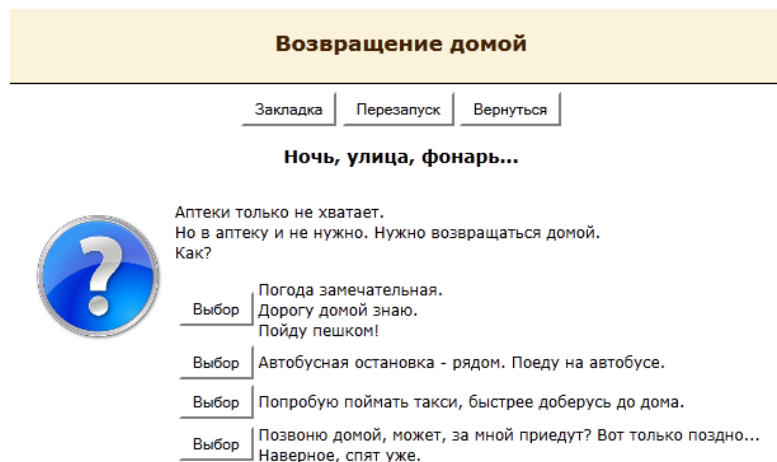 Возвращение домой
Закладка Перезапуск Вернуться
Ночь, улица, фонарь...
Аптеки только не хватает.
Но в аптеку и не нужно. Нужно возвращаться домой.
Как?
Погода замечательная.
Выбор Дорогу домой знаю.
Пойду пешком!
Выбор Автобусная остановка - рядом. Поеду на автобусе.
Выбор Попробую поймать такси, быстрее доберусь до дома.
Выбор Позвоню домой, может, за мной приедут? Вот только поздно...
Наверное, спят уже.